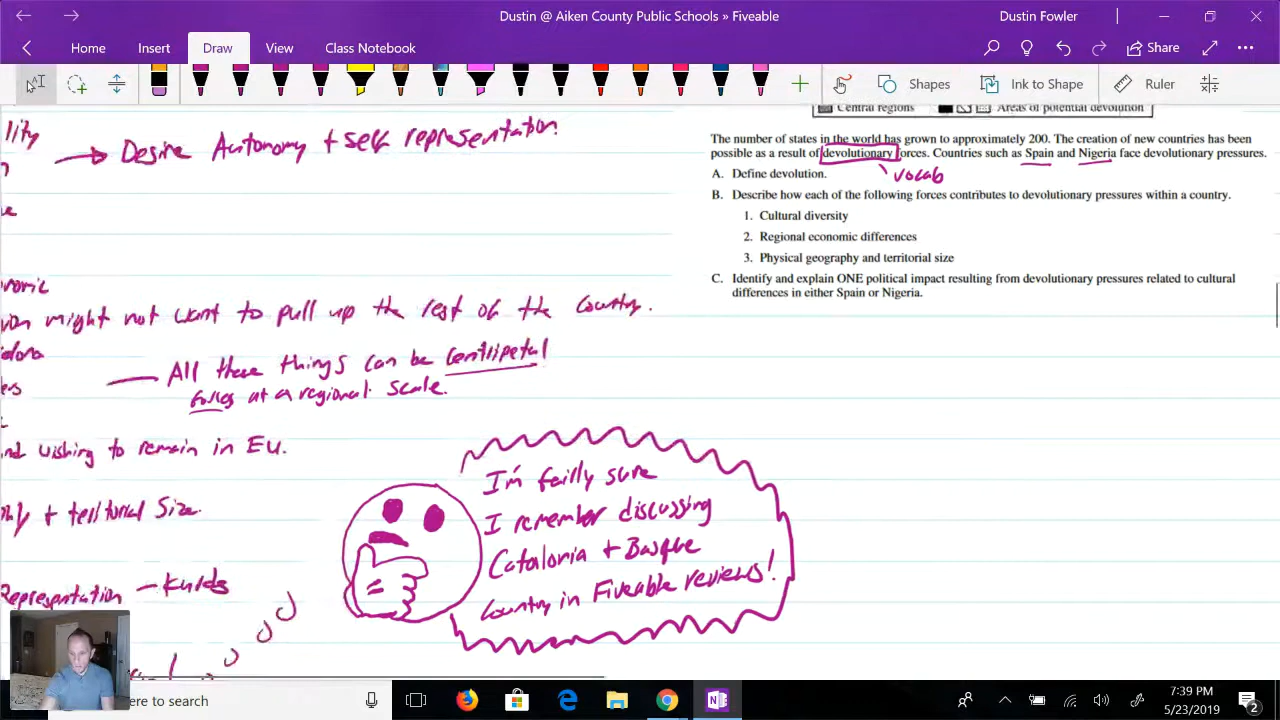 Dustin @ Aiken County Public Schools » Fiveable
Dustin Fowler
Home Insert Draw View Class Notebook
Share
Shapes Ink to Shape Ruler
Central regions Areas of potential devolution
The number of states in the world has grown to approximately 200. The creation of new countries has been
possible as a result of devolutionary forces. Countries such as Spain and Nigeria face devolutionary pressures.
vocab
A. Define devolution.
B. Describe how each of the following forces contributes to devolutionary pressures within a country.
1. Cultural diversity
2. Regional economic differences
3. Physical geography and territorial size
C. Identify and explain ONE political impact resulting from devolutionary pressures related to cultural
differences in either Spain or Nigeria.
ility
Desire Autonomy + self representation
might not want to pull up the rest of the Country.
All these things can be centripetal
forces at a regional scale.
wishing to remain in EU.
+ territorial Size.
Representation - Kurds
I'm fairly sure
I remember discussing
Catalonia + Basque
Country in Fiveable reviews!
to search
7:39 PM
5/23/2019
2